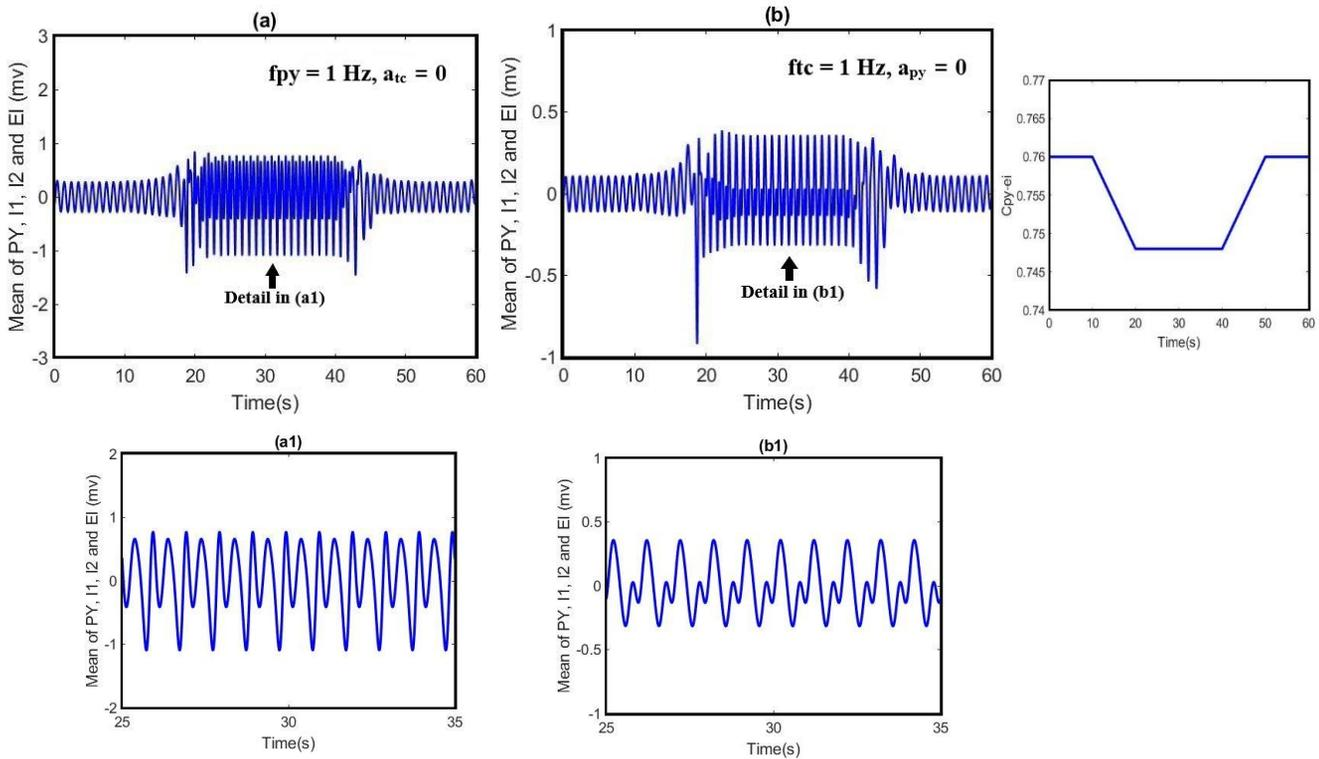 (a)
Mean of PY, I1, I2 and EI (mv)
3
2
1
0
-1
-2
-3
fpy = 1 Hz, atc = 0
Detail in (a1)
0 10 20 30 40 50 60
Time(s)
(b)
Mean of PY, I1, I2 and EI (mv)
1
0.5
0
-0.5
-1
ftc = 1 Hz, apy = 0
Detail in (b1)
0 10 20 30 40 50 60
Time(s)
Cpy-ei
0.77
0.765
0.76
0.755
0.75
0.745
0.74
0 10 20 30 40 50 60
Time(s)
(a1)
Mean of PY, I1, I2 and EI (mv)
2
1
0
-1
-2
25 30 35
Time(s)
(b1)
Mean of PY, I1, I2 and EI (mv)
1
0.5
0
-0.5
-1
25 30 35
Time(s)